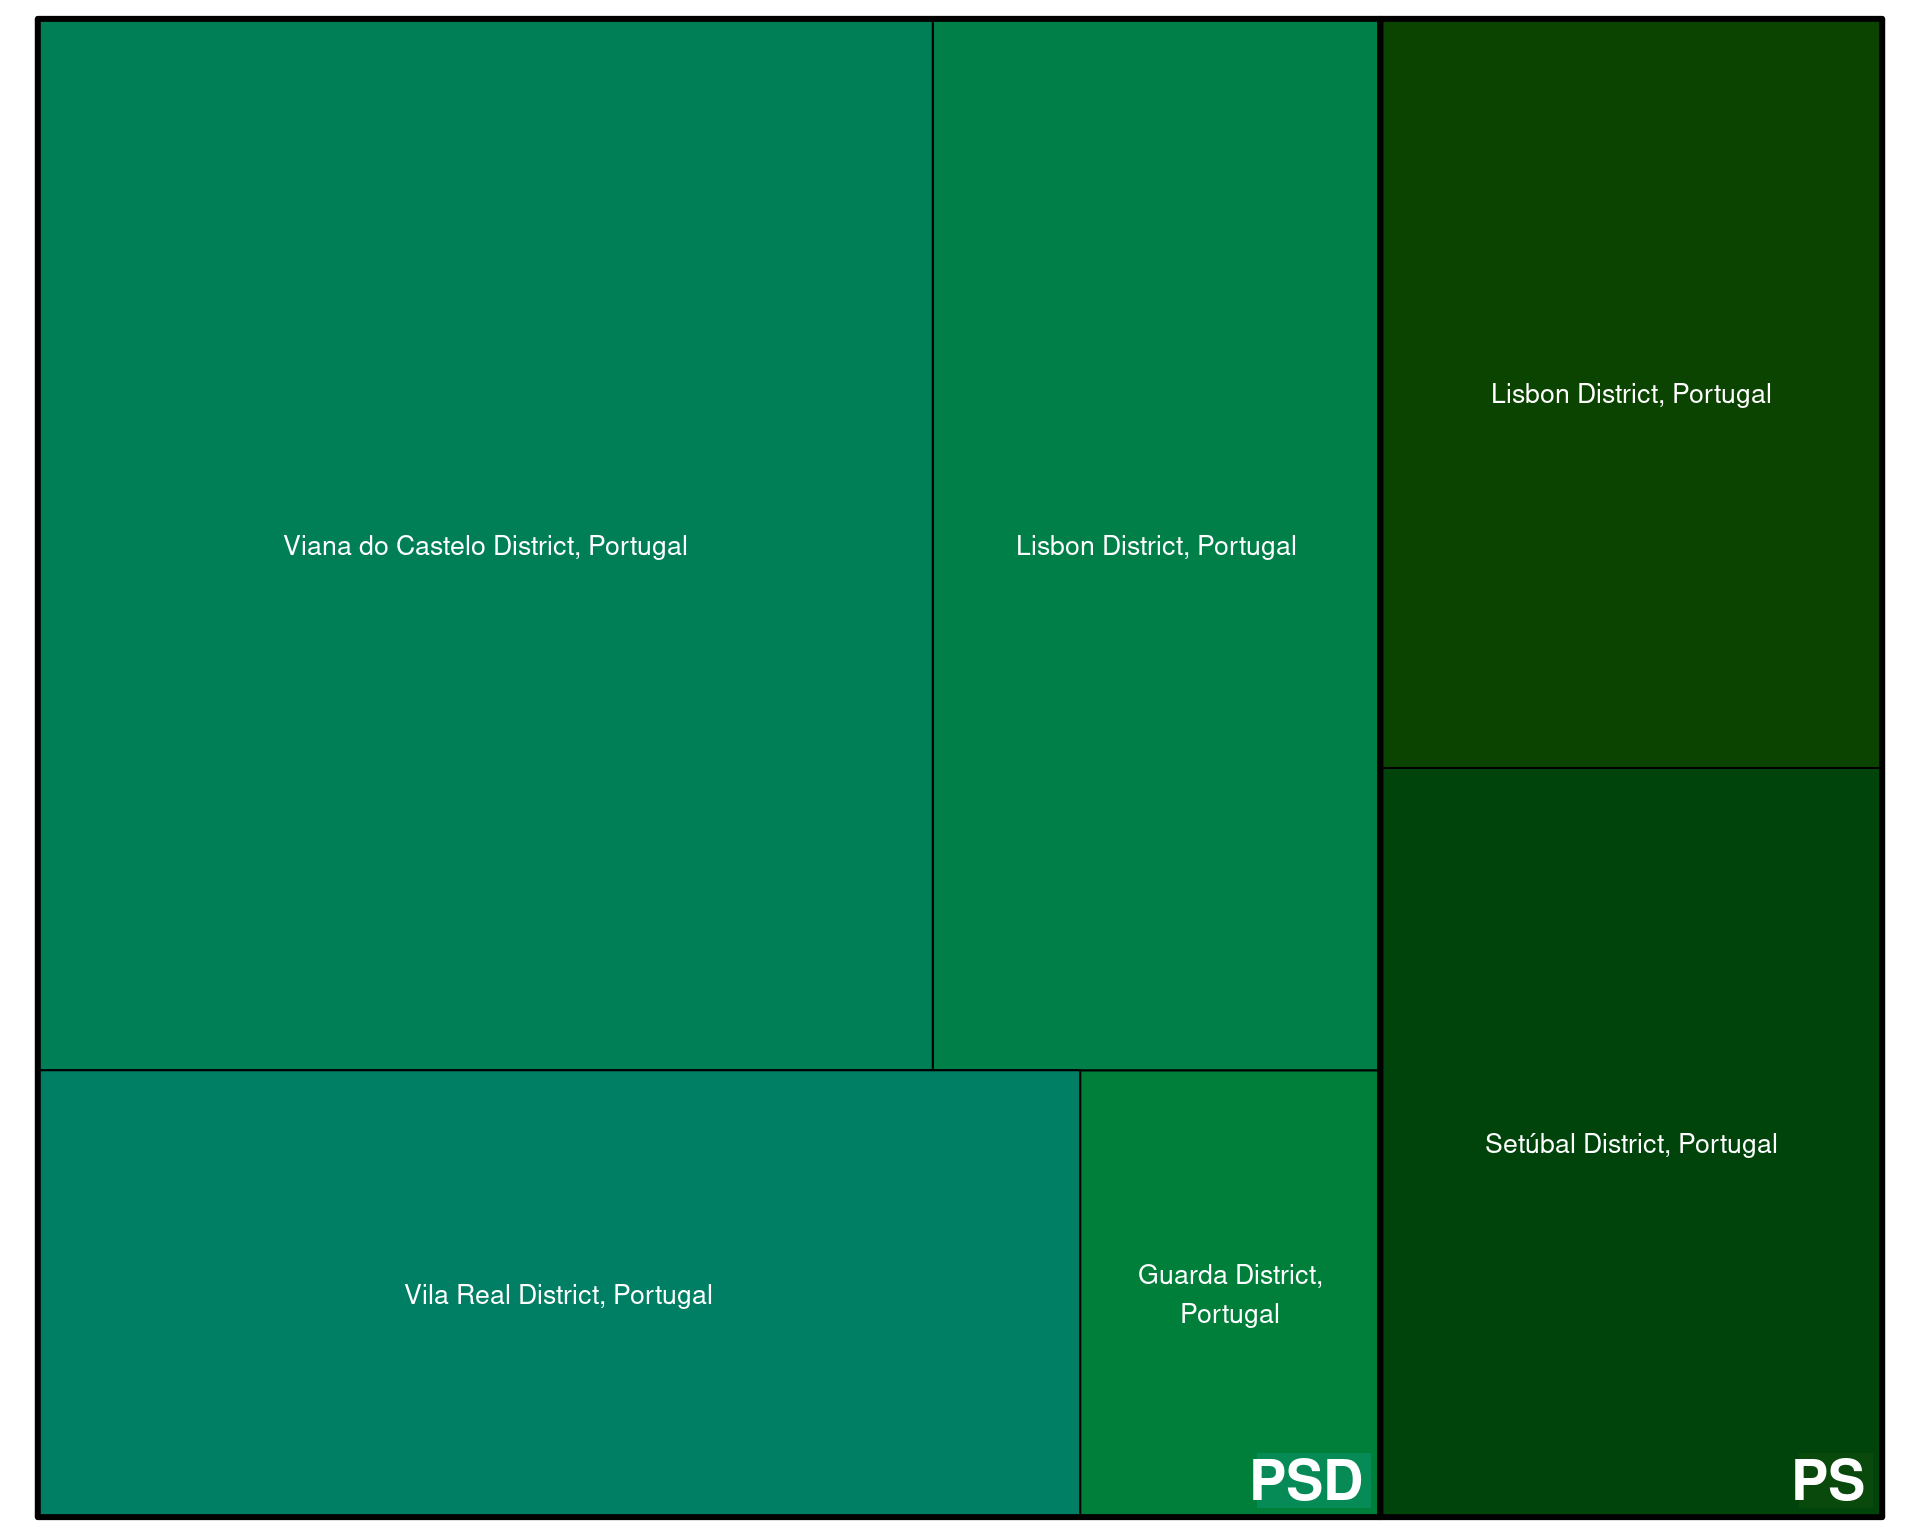 Viana do Castelo District, Portugal
Lisbon District, Portugal
Vila Real District, Portugal
Guarda District,
Portugal
PSD
Lisbon District, Portugal
Setúbal District, Portugal
PS